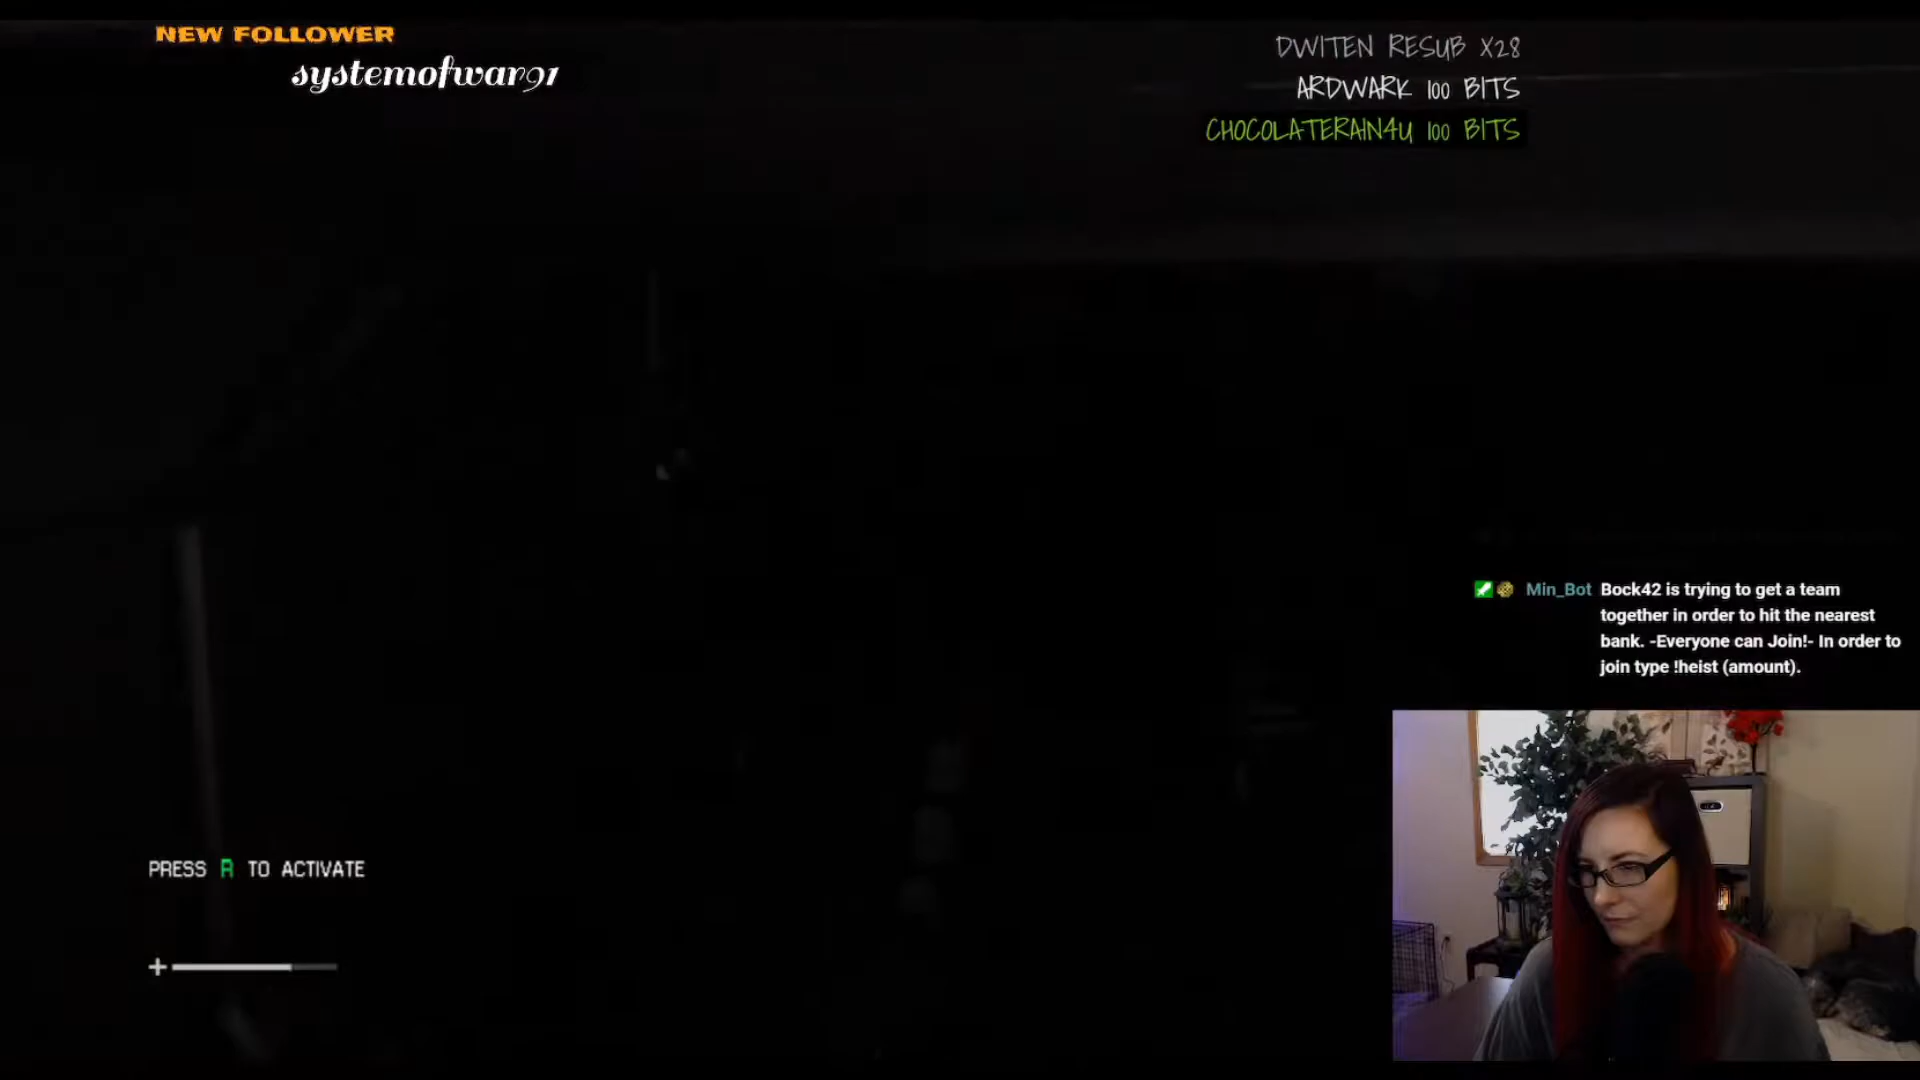 NEW FOLLOWER
systemofwar91
DWITEN RESUB X28
ARDWARK 100 BITS
CHOCOLATERAIN4U 100 BITS
Min_Bot Bock42 is trying to get a team
together in order to hit the nearest
bank. -Everyone can Join!- In order to
join type !heist (amount).
PRESS R TO ACTIVATE